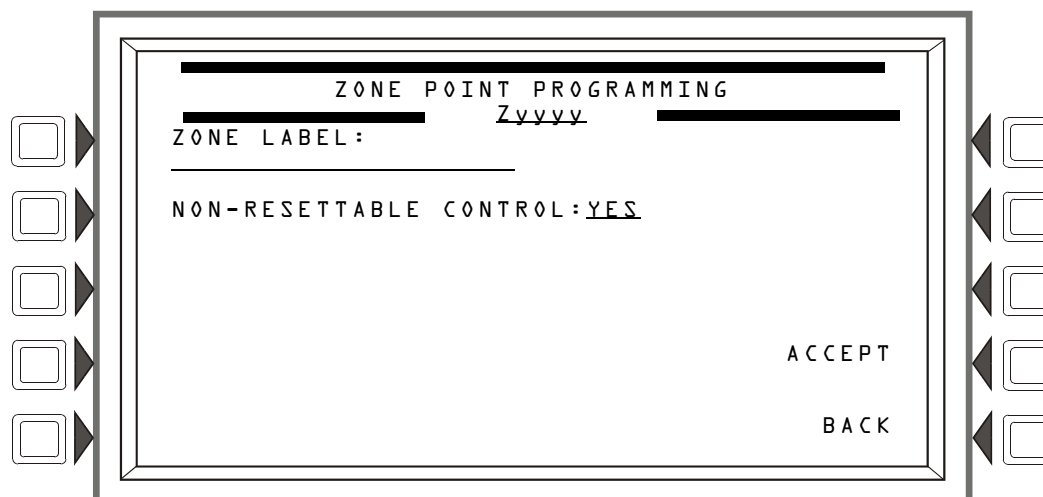 ZONE POINT PROGRAMMING
Zyyyy
ZONE LABEL:
NON-RESETTABLE CONTROL:YES
ACCEPT
BACK